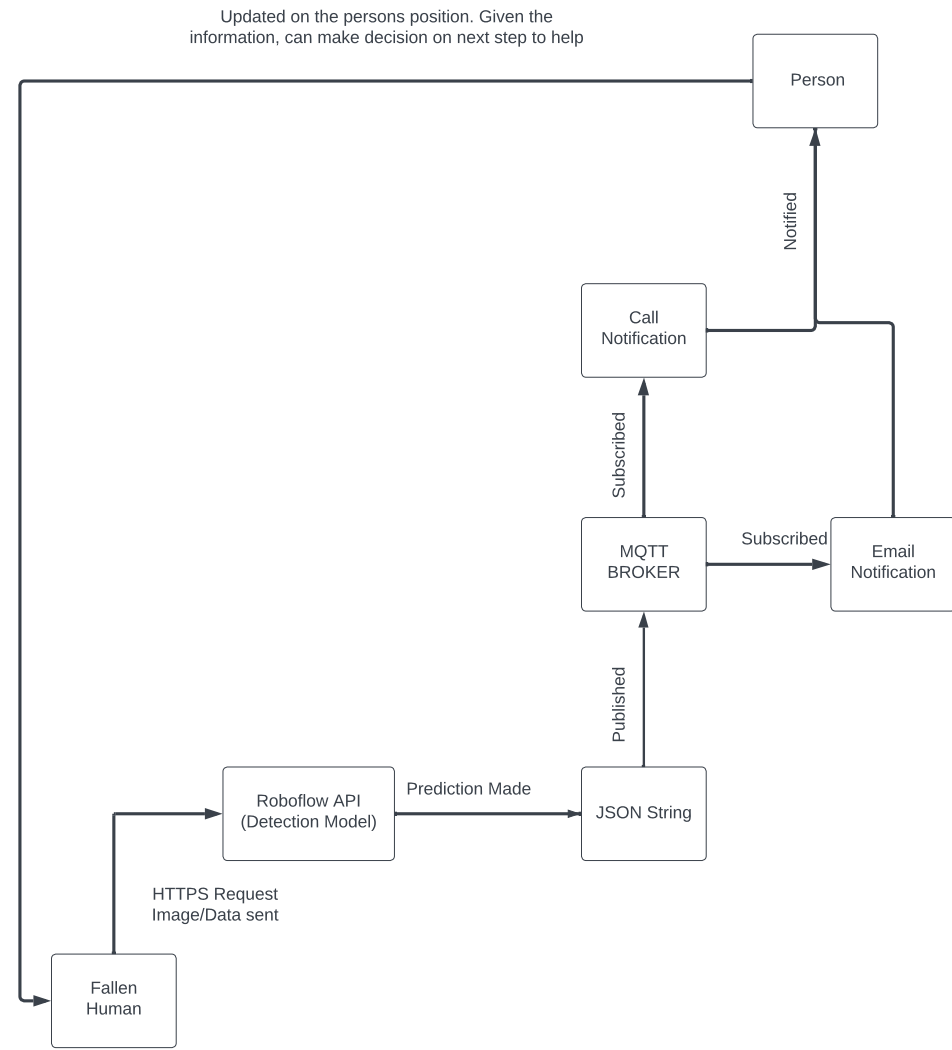 Updated on the persons position. Given the
information, can make decision on next step to help
Person
Notified
Call
Notification
Subscribed
MQTT
BROKER
Subscribed
Email
Notification
Published
Roboflow API
(Detection Model)
Prediction Made
JSON String
HTTPS Request
Image/Data sent
Fallen
Human